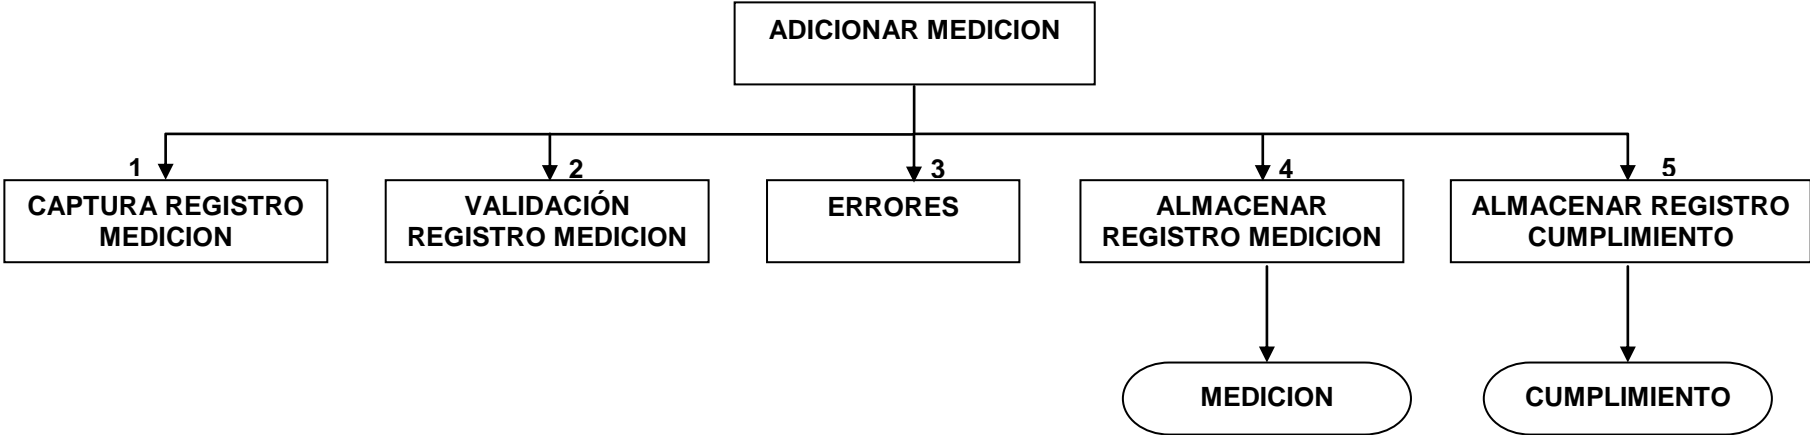 ADICIONAR MEDICION
1
2
3
4
5
CAPTURA REGISTRO
MEDICION
VALIDACIÓN
REGISTRO MEDICION
ERRORES
ALMACENAR
REGISTRO MEDICION
ALMACENAR REGISTRO
CUMPLIMIENTO
MEDICION
CUMPLIMIENTO